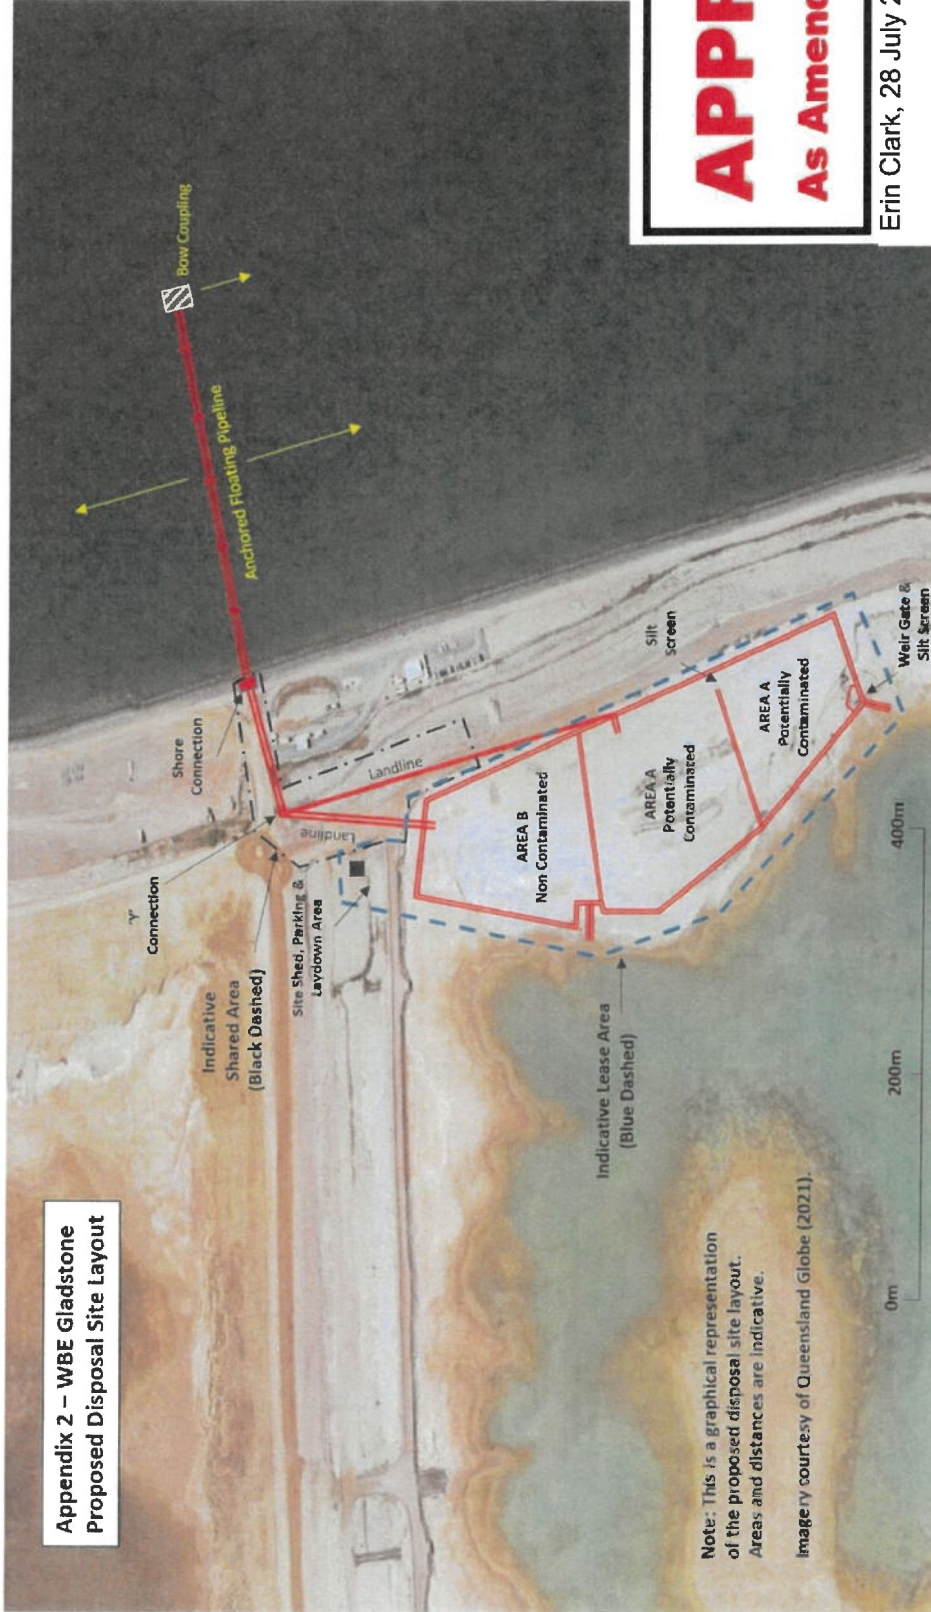 Appendix 2 – WBE Gladstone
Proposed Disposal Site Layout
Bow Coupling
Anchored Floating Pipeline
Shore
Connection
'Y'
Connection
Landline
Landline
Indicative
Shared Area
(Black Dashed)
Site Shed, Parking &
Laydown Area
Silt
Screen
AREA B
Non Contaminated
AREA A
Potentially
Contaminated
AREA A
Potentially
Contaminated
Weir Gate &
Silt Screen
Indicative Lease Area
(Blue Dashed)
Note: This is a graphical representation
of the proposed disposal site layout.
Areas and distances are indicative.
Imagery courtesy of Queensland Globe (2021).
0m
200m
400m
APPR
As Amend
Erin Clark, 28 July 2